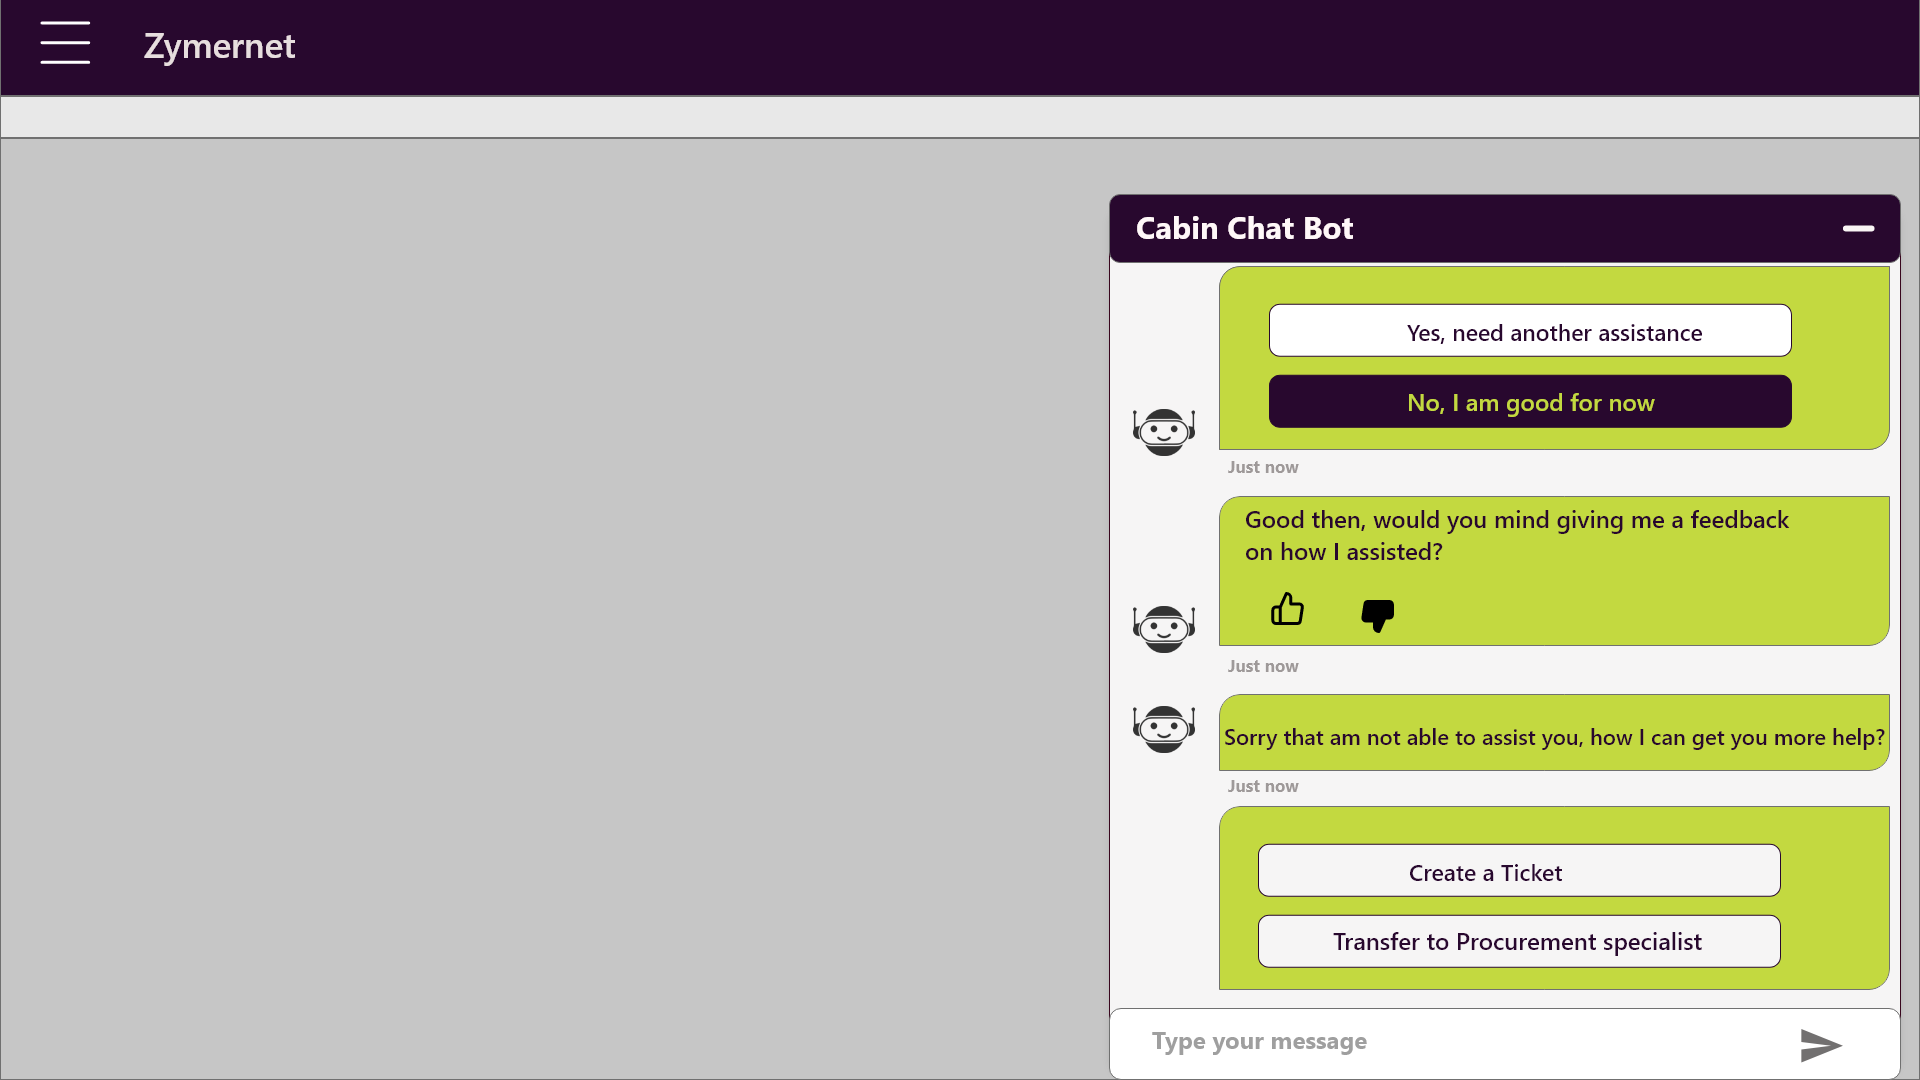 Zymernet
Cabin Chat Bot
Yes, need another assistance
No, I am good for now
Just now
Good then, would you mind giving me a feedback
on how I assisted?
Just now
Sorry that am not able to assist you, how I can get you more help?
Just now
Create a Ticket
Transfer to Procurement specialist
Type your message